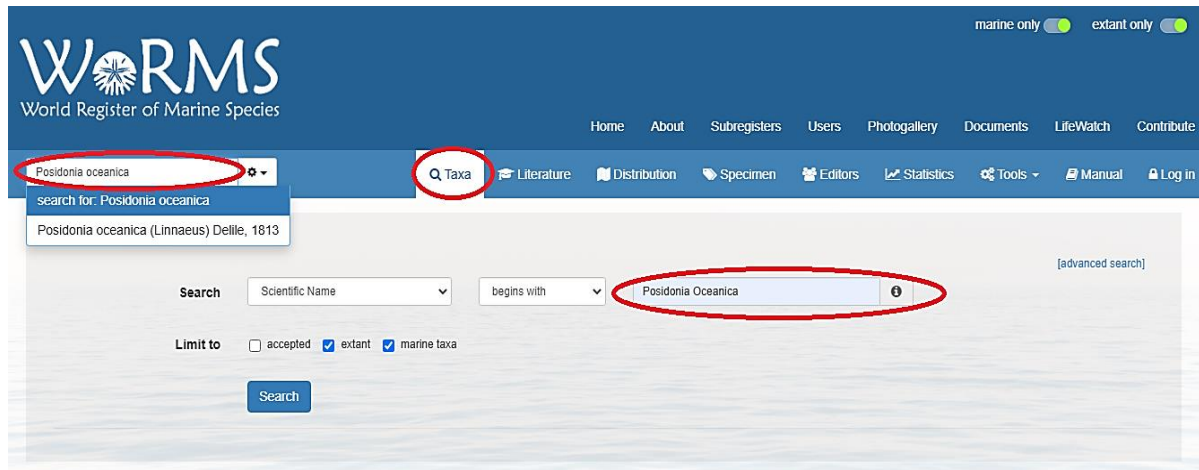 marine only extant only
WoRMS
World Register of Marine Species
Home About Subregisters Users Photogallery Documents LifeWatch Contribute
Posidonia oceanica
Taxa Literature Distribution Specimen Editors Statistics Tools Manual Log in
search for: Posidonia oceanica
Posidonia oceanica (Linnaeus) Delile, 1813
[advanced search]
Search Scientific Name begins with Posidonia Oceanica
Limit to accepted extant marine taxa
Search